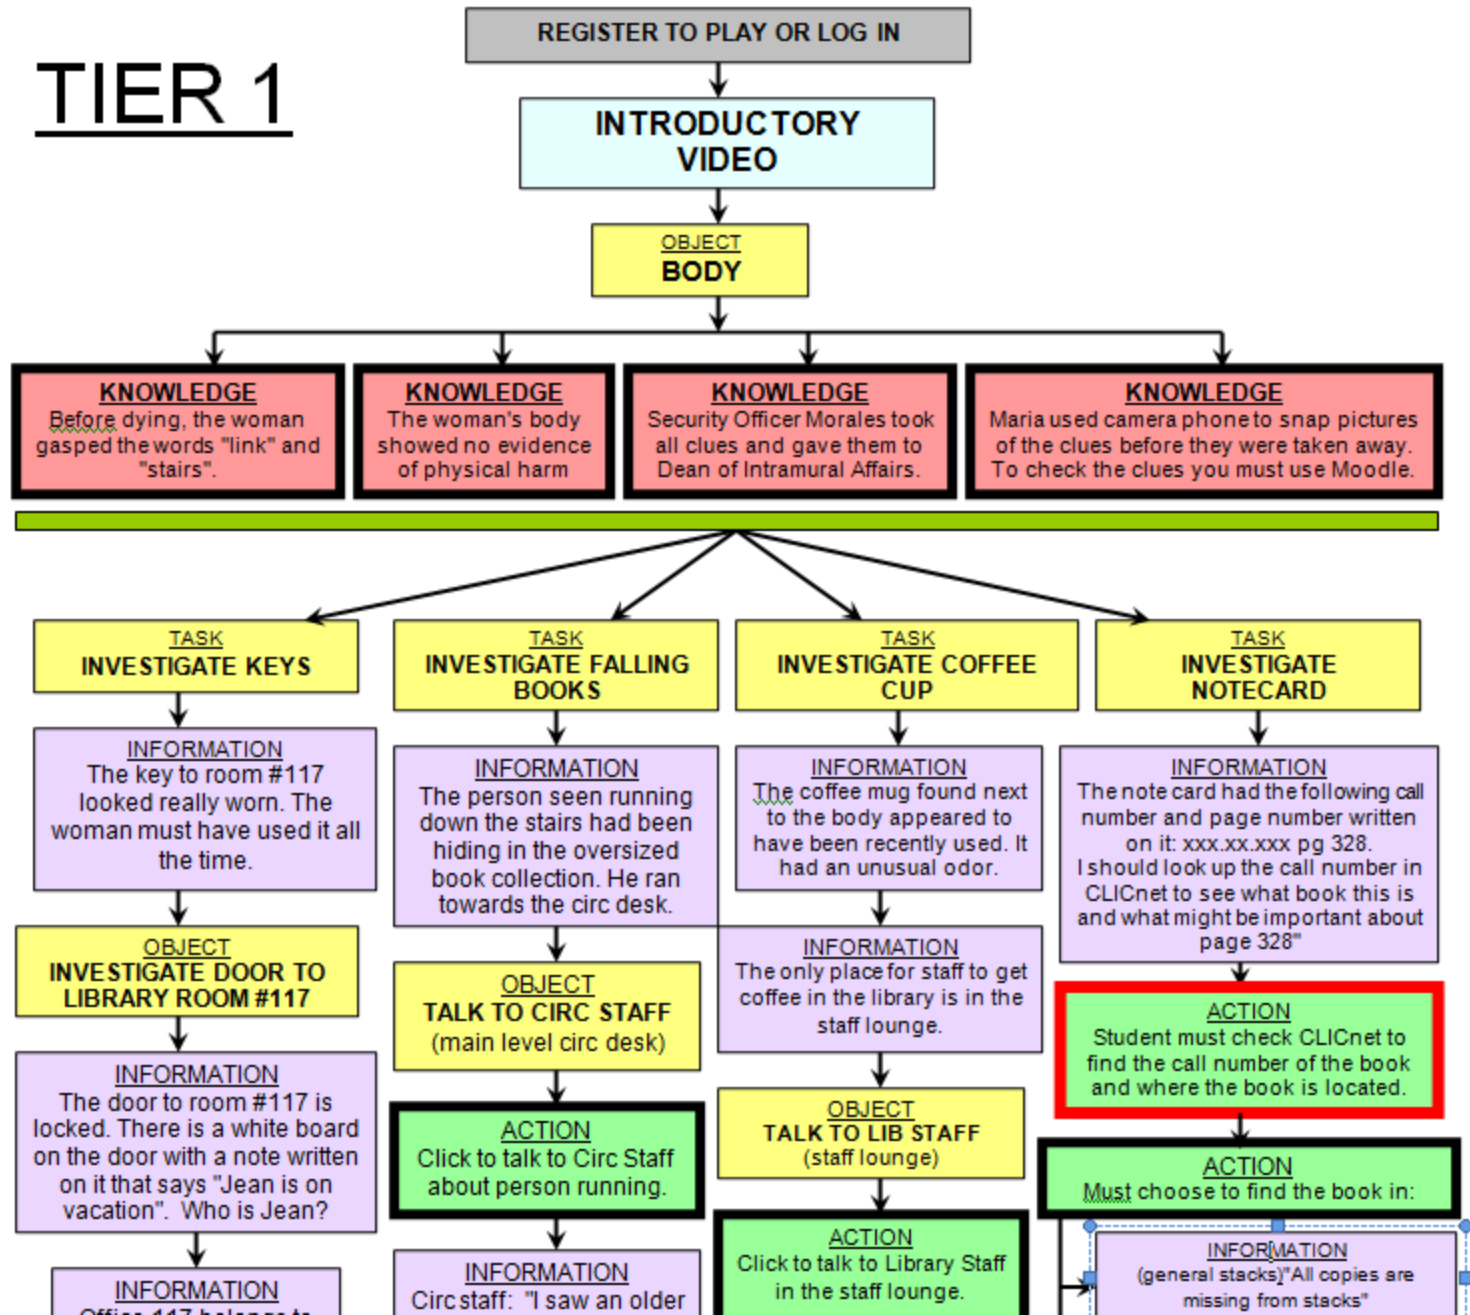 REGISTER TO PLAY OR LOG IN
TIER 1
INTRODUCTORY
VIDEO
OBJECT
BODY
KNOWLEDGE
Before dying, the woman
gasped the words "link" and
"stairs".
KNOWLEDGE
The woman's body
showed no evidence
of physical harm
KNOWLEDGE
Security Officer Morales took
all clues and gave them to
Dean of Intramural Affairs.
KNOWLEDGE
Maria used camera phone to snap pictures
of the clues before they were taken away.
To check the clues you must use Moodle.
TASK
INVESTIGATE KEYS
INFORMATION
The key to room #117
looked really worn. The
woman must have used it all
the time.
OBJECT
INVESTIGATE DOOR TO
LIBRARY ROOM #117
INFORMATION
The door to room #117 is
locked. There is a white board
on the door with a note written
on it that says "Jean is on
vacation". Who is Jean?
INFORMATION
Office 117 belongs to
TASK
INVESTIGATE FALLING
BOOKS
INFORMATION
The person seen running
down the stairs had been
hiding in the oversized
book collection. He ran
towards the circ desk.
OBJECT
TALK TO CIRC STAFF
(main level circ desk)
ACTION
Click to talk to Circ Staff
about person running.
INFORMATION
Circ staff: "I saw an older
TASK
INVESTIGATE COFFEE
CUP
INFORMATION
The coffee mug found next
to the body appeared to
have been recently used. It
had an unusual odor.
INFORMATION
The only place for staff to get
coffee in the library is in the
staff lounge.
OBJECT
TALK TO LIB STAFF
(staff lounge)
ACTION
Click to talk to Library Staff
in the staff lounge.
TASK
INVESTIGATE
NOTECARD
INFORMATION
The note card had the following call
number and page number written
on it: xxx.xx.xxx pg 328.
I should look up the call number in
CLICnet to see what book this is
and what might be important about
page 328"
ACTION
Student must check CLICnet to
find the call number of the book
and where the book is located.
ACTION
Must choose to find the book in:
INFORMATION
(general stacks)"All copies are
missing from stacks"